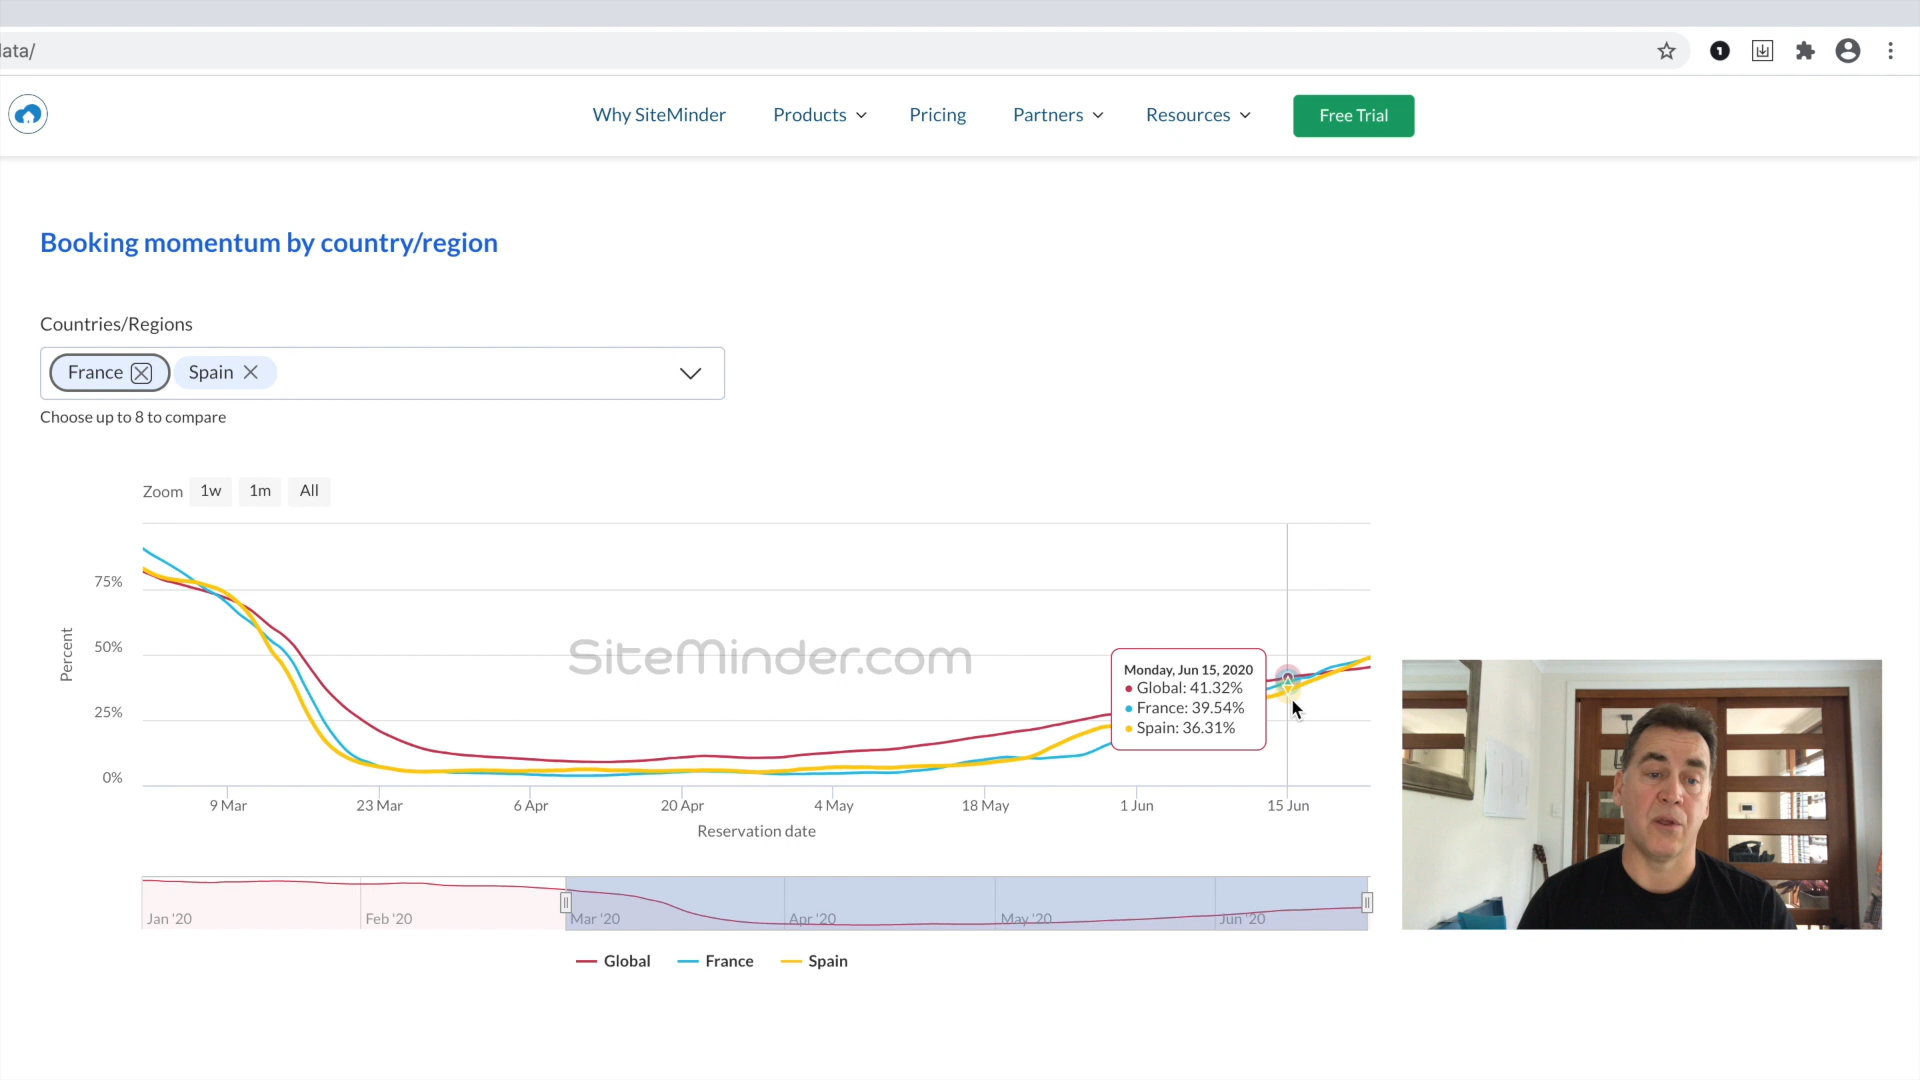 ata/
Why SiteMinder
Products
Pricing
Partners
Resources
Free Trial
Booking momentum by country/region
Countries/Regions
France
Spain
Choose up to 8 to compare
Zoom
1w
1m
All
75%
50%
25%
0%
Percent
SiteMinder.com
Monday, Jun 15, 2020
Global: 41.32%
France: 39.54%
Spain: 36.31%
9 Mar
23 Mar
6 Apr
20 Apr
4 May
18 May
1 Jun
15 Jun
Reservation date
Jan '20
Feb '20
Mar '20
Apr '20
May '20
Jun '20
Global
France
Spain